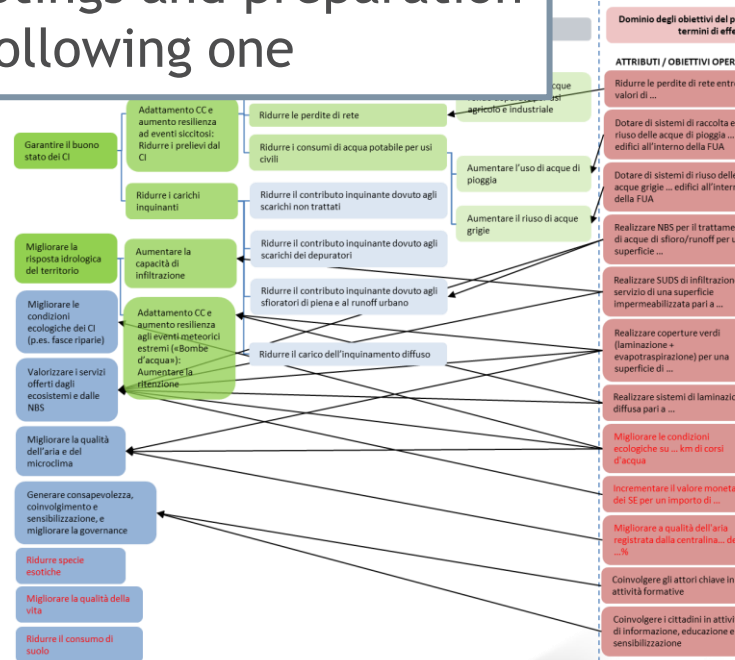 tings and preparation
ollowing one
Dominio degli obiettivi del p
termini di effe
ATTRIBUTI / OBIETTIVI OPER
Garantire il buono
stato dei CI
Migliorare la
risposta idrologica
del territorio
Migliorare le
condizioni
ecologiche dei CI
(p.es. fasce riparie)
Valorizzare i servizi
offerti dagli
ecosistemi e dalle
NBS
Migliorare la qualità
dell'aria e del
microclima
Generare consapevolezza,
coinvolgimento e
sensibilizzazione, e
migliorare la governance
Ridurre specie
esotiche
Migliorare la qualità della
vita
Ridurre il consumo di
suolo
Adattamento CC e
aumento resilienza
ad eventi siccitosi:
Ridurre i prelievi dal
CI
Ridurre i carichi
inquinanti
Aumentare la
capacità di
infiltrazione
Adattamento CC e
aumento resilienza
agli eventi meteorici
estremi («Bombe
d'acqua»):
Aumentare la
ritenzione
Ridurre le perdite di rete
Ridurre i consumi di acqua potabile per usi
civili
Ridurre il contributo inquinante dovuto agli
scarichi non trattati
Ridurre il contributo inquinante dovuto agli
scarichi dei depuratori
Ridurre il contributo inquinante dovuto agli
sfioratori di piena e al runoff urbano
Ridurre il carico dell'inquinamento diffuso
cque
usi
agricolo e industriale
Aumentare l'uso di acque di
pioggia
Aumentare il riuso di acque
grigie
Ridurre le perdite di rete entro
valori di ...
Dotare di sistemi di raccolta e
riuso delle acque di pioggia ...
edifici all'interno della FUA
Dotare di sistemi di riuso delle
acque grigie ... edifici all'intern
della FUA
Realizzare NBS per il trattame
di acque di sfioro/runoff per u
superficie ...
Realizzare SUDS di infiltrazion
servizio di una superficie
impermeabilizzata pari a ...
Realizzare coperture verdi
(laminazione +
evapotraspirazione) per una
superficie di ...
Realizzare sistemi di laminazio
diffusa pari a ...
Migliorare le condizioni
ecologiche su ... km di corsi
d'acqua
Incrementare il valore moneta
dei SE per un importo di ...
Migliorare a qualità dell'aria
registrata dalla centralina... de
...%
Coinvolgere gli attori chiave in
attività formative
Coinvolgere i cittadini in attivi
di informazione, educazione e
sensibilizzazione